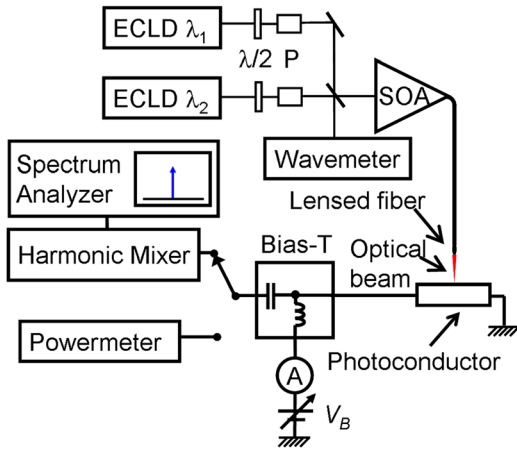 ECLD λ1
λ/2 P
ECLD λ2
SOA
Wavemeter
Spectrum
Analyzer
Lensed fiber
Harmonic Mixer
Bias-T
Optical
beam
Powermeter
Photoconductor
A
VB